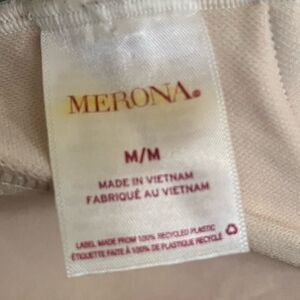 MERONA®
M/M
MADE IN VIETNAM
FABRIQUÉ AU VIETNAM
LABEL MADE FROM 100% RECYCLED PLASTIC
ÉTIQUETTE FAITE À 100% DE PLASTIQUE RECYCLÉ